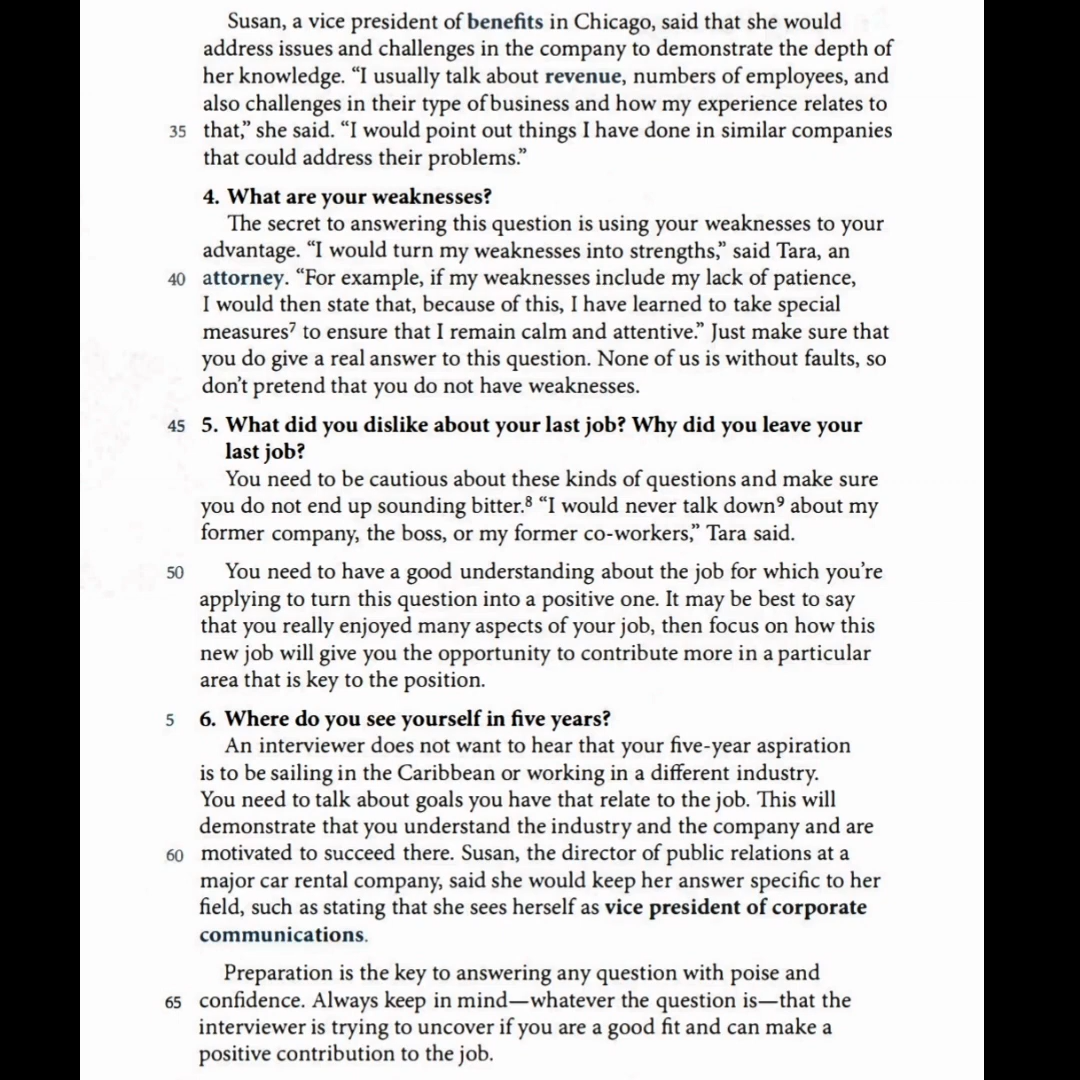 Susan, a vice president of benefits in Chicago, said that she would
address issues and challenges in the company to demonstrate the depth of
her knowledge. “I usually talk about revenue, numbers of employees, and
also challenges in their type of business and how my experience relates to
35 that,” she said. “I would point out things I have done in similar companies
that could address their problems.”
4. What are your weaknesses?
The secret to answering this question is using your weaknesses to your
advantage. “I would turn my weaknesses into strengths,” said Tara, an
40 attorney. “For example, if my weaknesses include my lack of patience,
I would then state that, because of this, I have learned to take special
measures⁷ to ensure that I remain calm and attentive.” Just make sure that
you do give a real answer to this question. None of us is without faults, so
don’t pretend that you do not have weaknesses.
45 5. What did you dislike about your last job? Why did you leave your
last job?
You need to be cautious about these kinds of questions and make sure
you do not end up sounding bitter.⁸ “I would never talk down⁹ about my
former company, the boss, or my former co-workers,” Tara said.
50 You need to have a good understanding about the job for which you’re
applying to turn this question into a positive one. It may be best to say
that you really enjoyed many aspects of your job, then focus on how this
new job will give you the opportunity to contribute more in a particular
area that is key to the position.
5 6. Where do you see yourself in five years?
An interviewer does not want to hear that your five-year aspiration
is to be sailing in the Caribbean or working in a different industry.
You need to talk about goals you have that relate to the job. This will
demonstrate that you understand the industry and the company and are
60 motivated to succeed there. Susan, the director of public relations at a
major car rental company, said she would keep her answer specific to her
field, such as stating that she sees herself as vice president of corporate
communications.
Preparation is the key to answering any question with poise and
65 confidence. Always keep in mind—whatever the question is—that the
interviewer is trying to uncover if you are a good fit and can make a
positive contribution to the job.